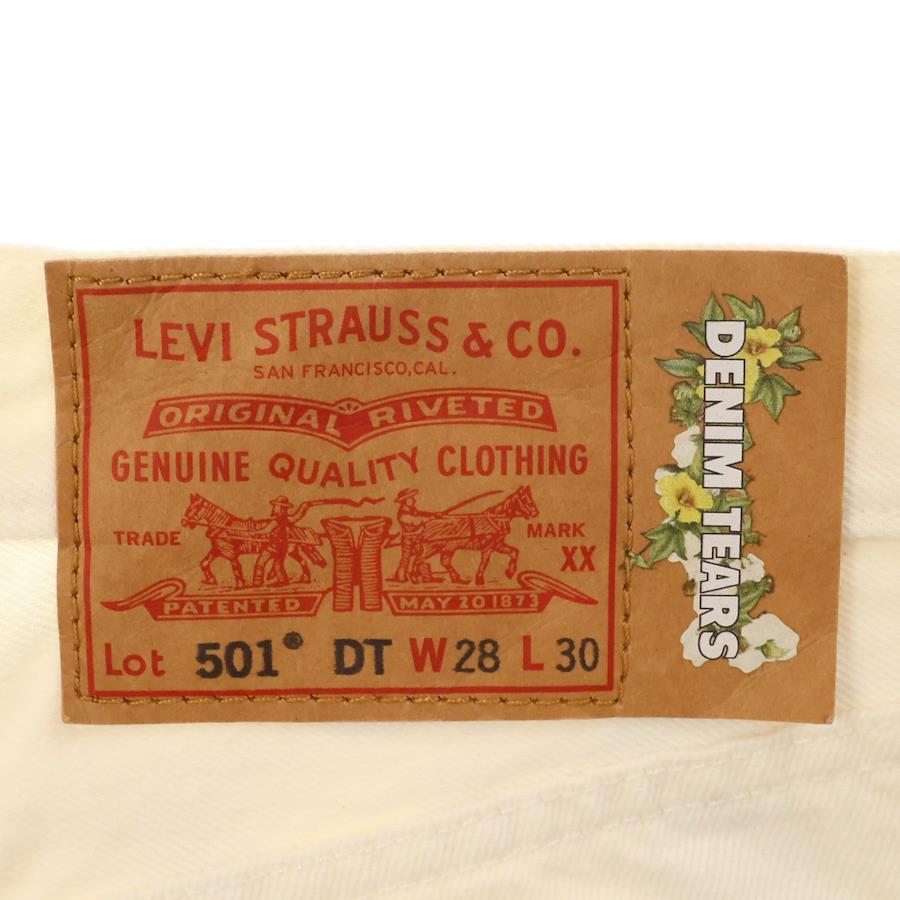 LEVI STRAUSS & CO.
SAN FRANCISCO, CAL.
ORIGINAL RIVETED
GENUINE QUALITY CLOTHING
TRADE MARK
XX
PATENTED MAY 20 1873
Lot 501® DT W 28 L 30
DENIM TEARS